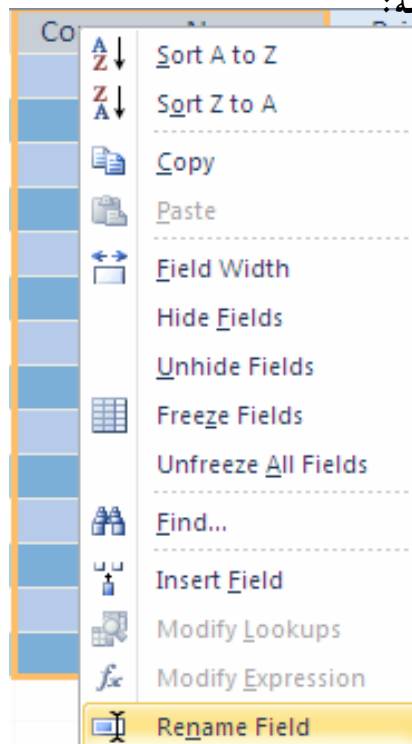 Co
Sort A to Z
Sort Z to A
Copy
Paste
Field Width
Hide Fields
Unhide Fields
Freeze Fields
Unfreeze All Fields
Find...
Insert Field
Modify Lookups
Modify Expression
Rename Field